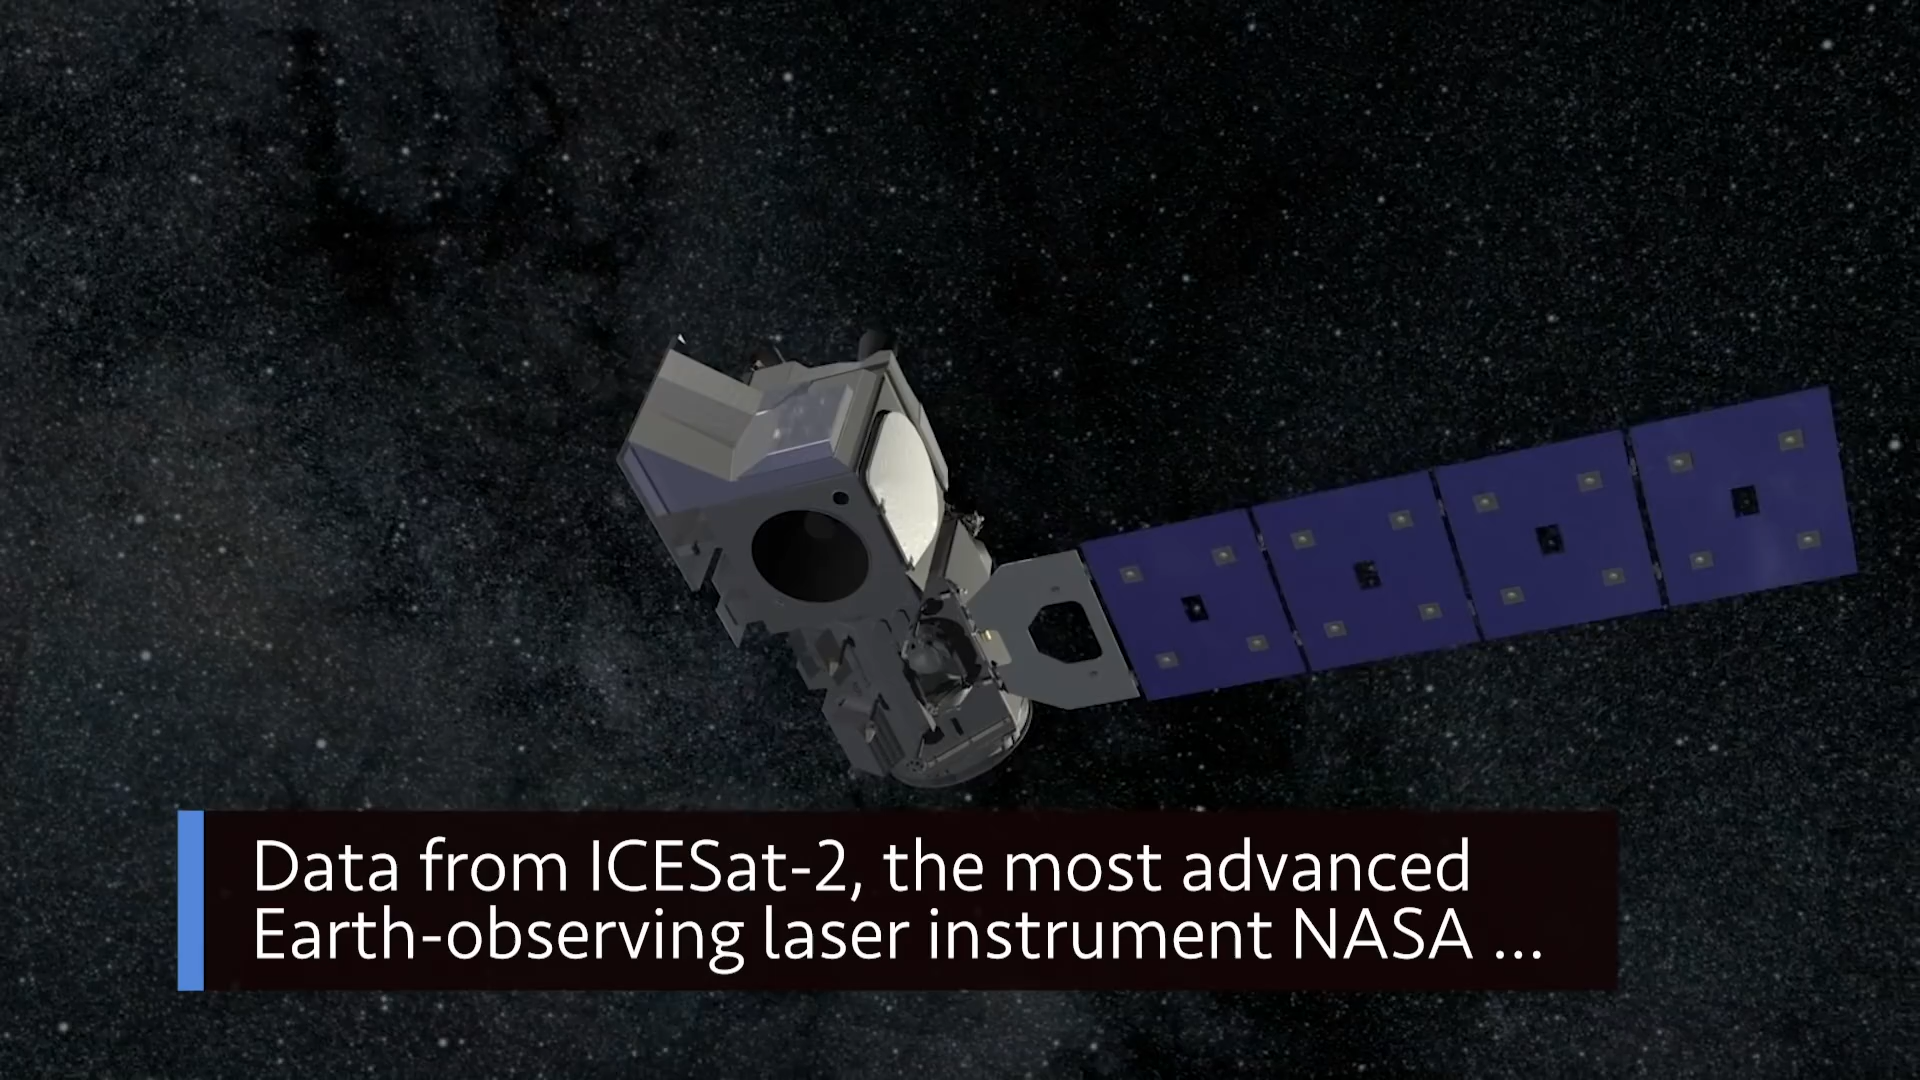 Data from ICESat-2, the most advanced
Earth-observing laser instrument NASA ...